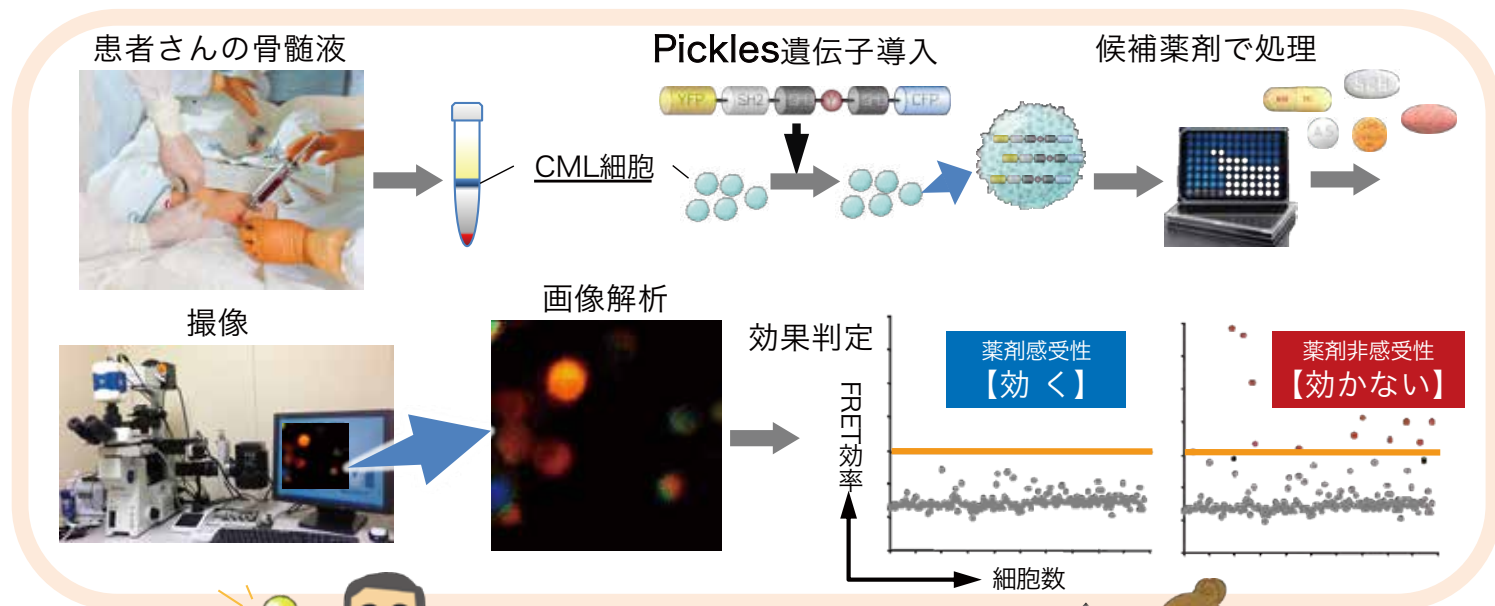 患者さんの骨髄液
Pickles遺伝子導入
候補薬剤で処理
YFP
SH2
Y
CFP
CML細胞
AS
撮像
画像解析
効果判定
薬剤感受性
【効 く】
薬剤非感受性
【効かない】
FRET効率
細胞数